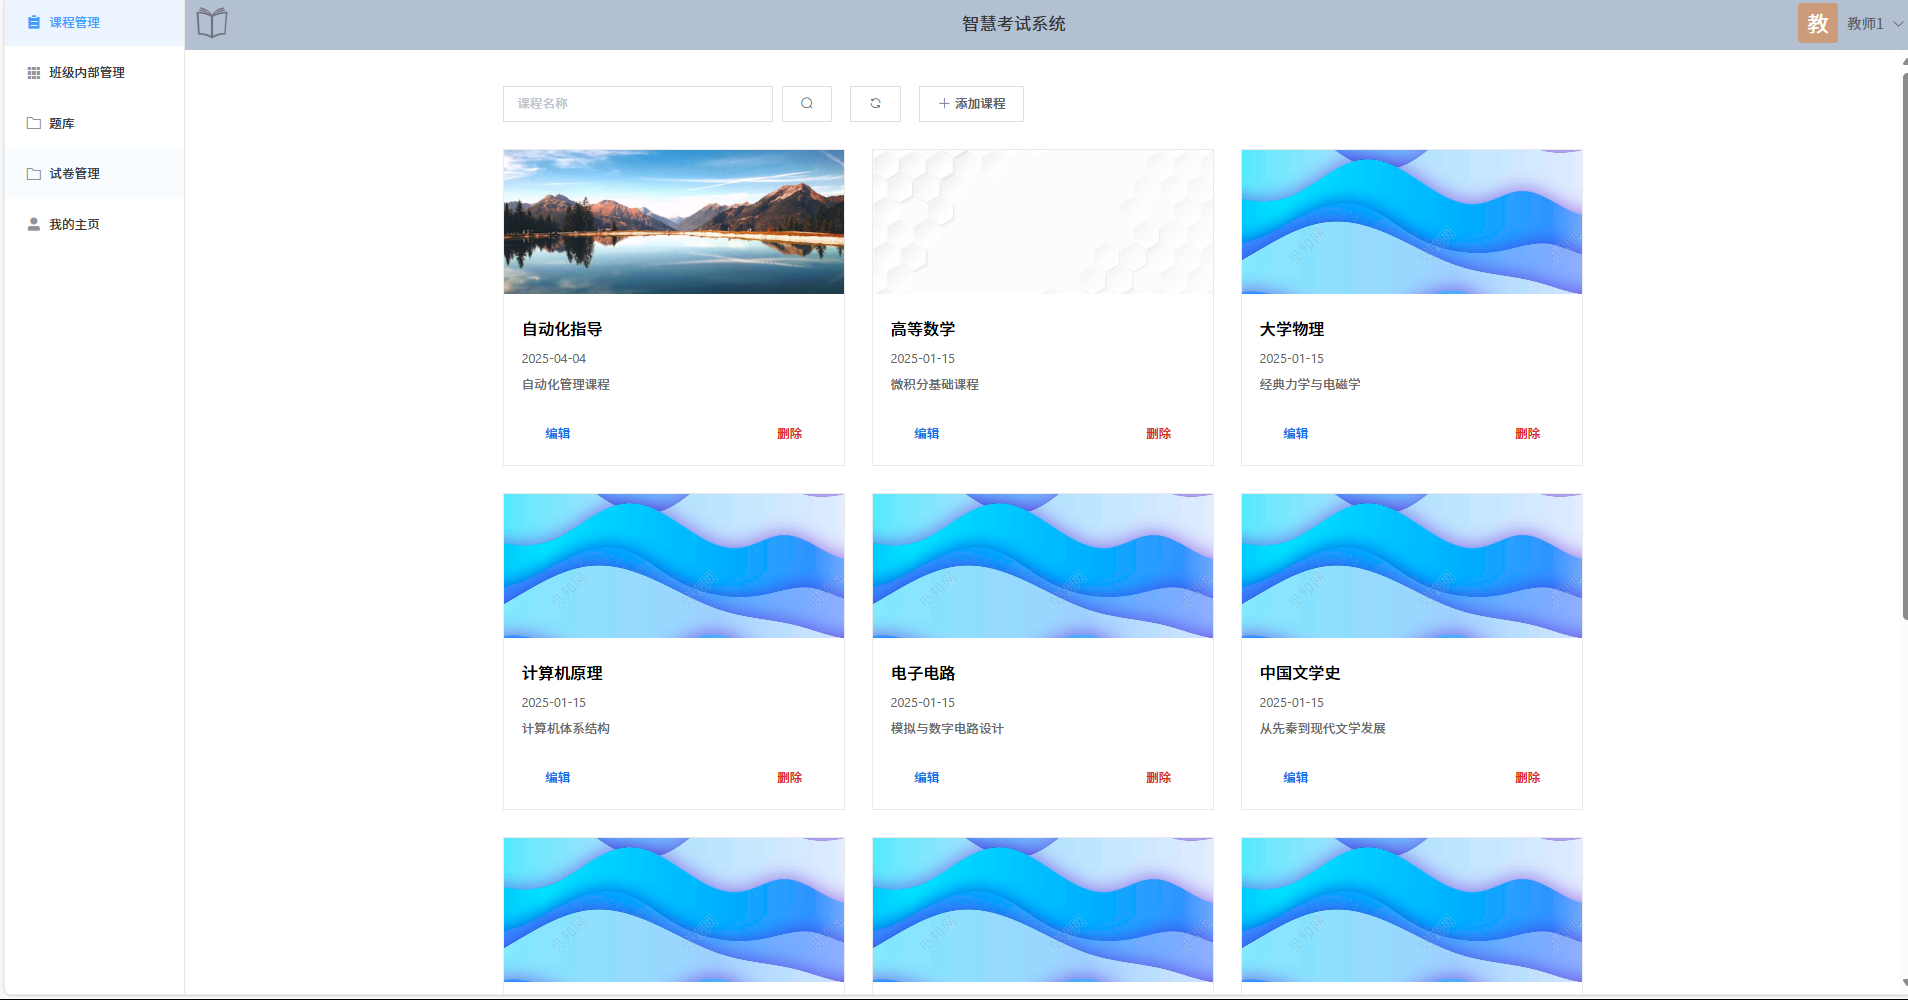 课程管理
班级内部管理
题库
试卷管理
我的主页
智慧考试系统
教
教师1
课程名称
添加课程
自动化指导
2025-04-04
自动化管理课程
编辑
删除
高等数学
2025-01-15
微积分基础课程
编辑
删除
大学物理
2025-01-15
经典力学与电磁学
编辑
删除
计算机原理
2025-01-15
计算机体系结构
编辑
删除
电子电路
2025-01-15
模拟与数字电路设计
编辑
删除
中国文学史
2025-01-15
从先秦到现代文学发展
编辑
删除